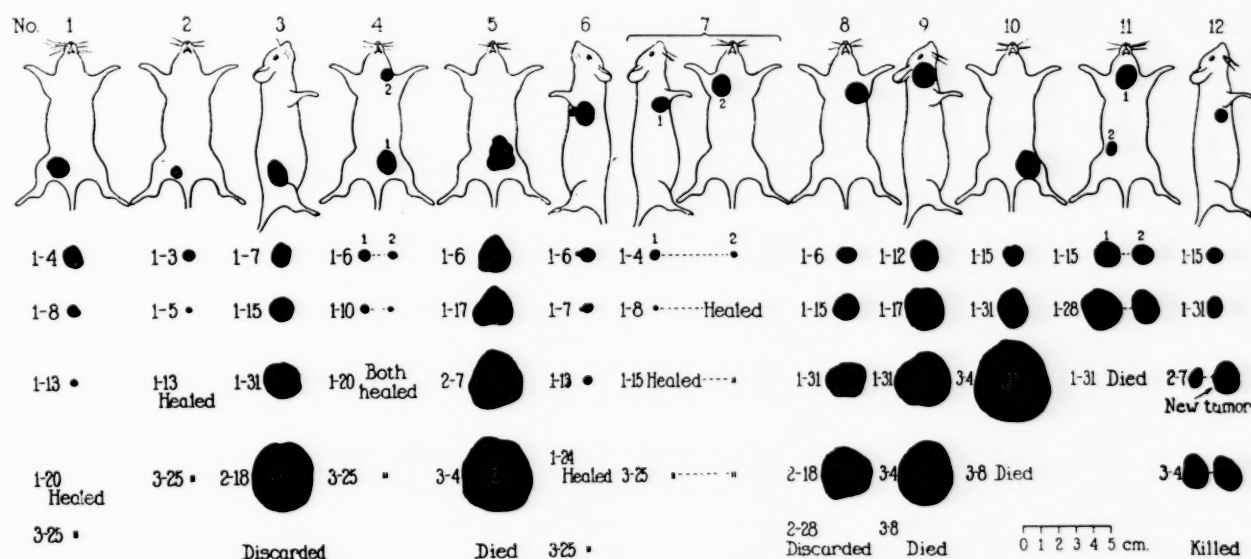 No. 1 2 3 4 5 6 7 8 9 10 11 12
2 1 1 2 1 2
1 2 1 2 1 2
1-4 1-3 1-7 1-6 1-6 1-6 1-4 1-6 1-12 1-15 1-15 1-15
1-8 1-5 1-15 1-10 1-17 1-7 1-8 Healed 1-15 1-17 1-31 1-28 1-31
1-13 1-13 Healed 1-31 1-20 Both healed 2-7 1-13 1-15 Healed " 1-31 1-31 3-4 1-31 Died 2-7 New tumor
1-20 Healed 3-25 " 2-18 3-25 " 3-4 1-24 Healed 3-25 " " 2-18 3-4 3-8 Died 3-4
3-25 " Discarded Died 3-25 " 2-28 Discarded 3-8 Died 0 1 2 3 4 5 cm. Killed